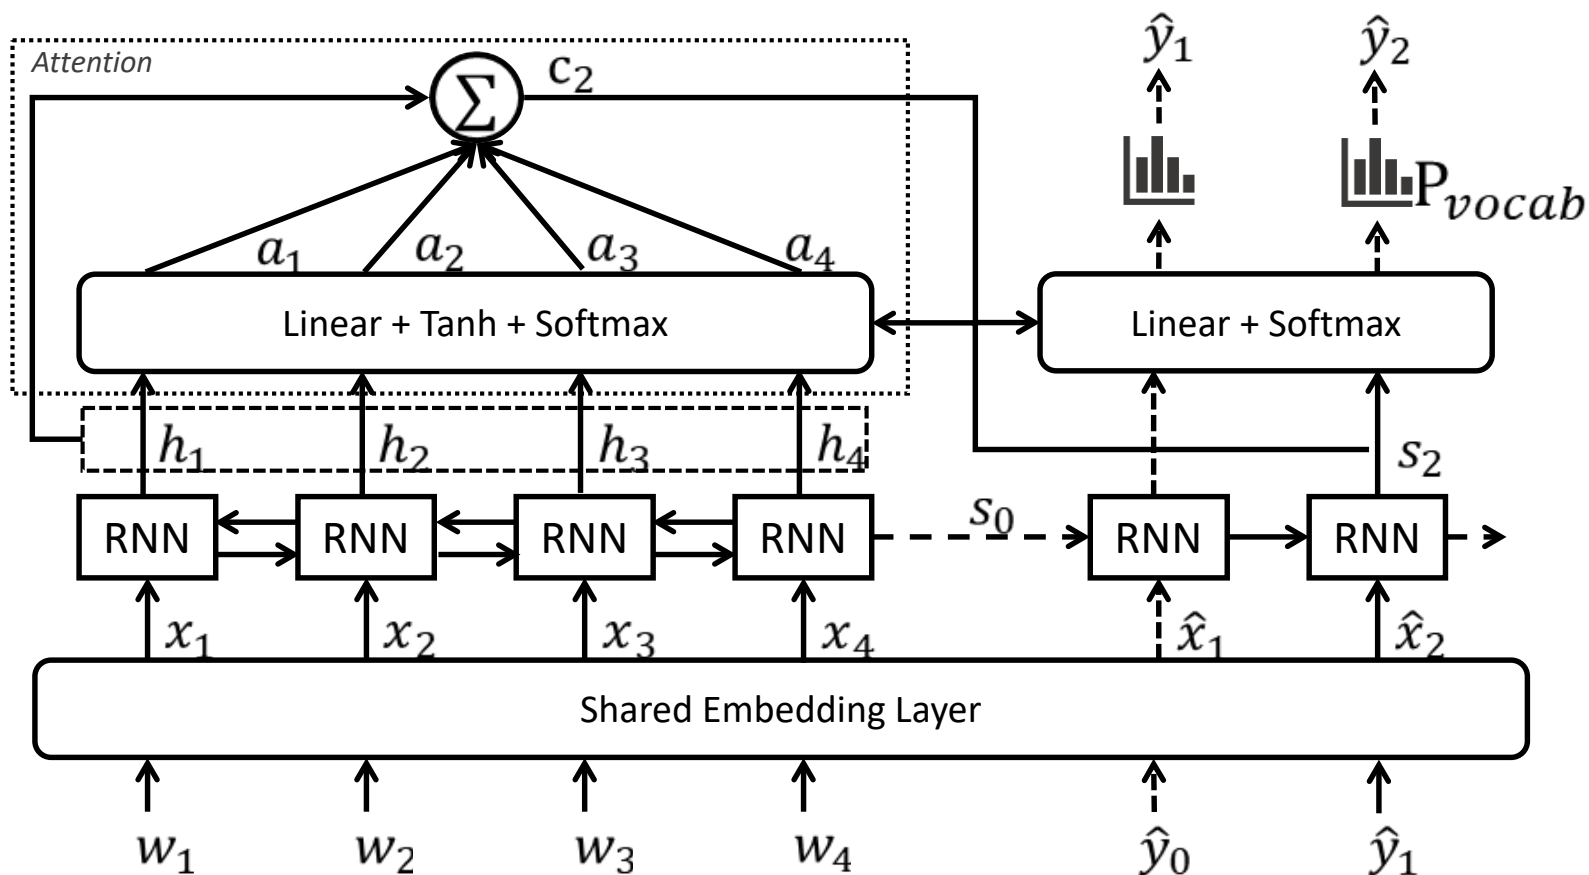 ŷ₁ ŷ₂
Attention
∑ c₂
P_vocab
a₁ a₂ a₃ a₄
Linear + Tanh + Softmax
Linear + Softmax
h₁ h₂ h₃ h₄
s₂
s₀
RNN RNN RNN RNN RNN RNN
x₁ x₂ x₃ x₄ x̂₁ x̂₂
Shared Embedding Layer
w₁ w₂ w₃ w₄ ŷ₀ ŷ₁